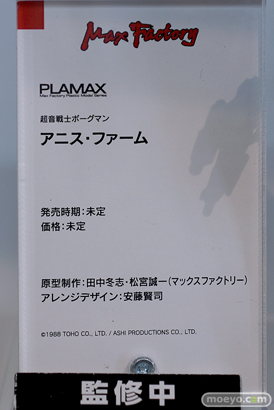 Max Factory
PLAMAX
Max Factory Plastic Model Series
超音戦士ボーグマン
アニス・ファーム
発売時期:未定
価格:未定
原型制作:田中冬志・松宮誠一(マックスファクトリー)
アレンジデザイン:安藤賢司
©1988 TOHO CO., LTD. / ASHI PRODUCTIONS CO., LTD.
監修中
moeyo.com